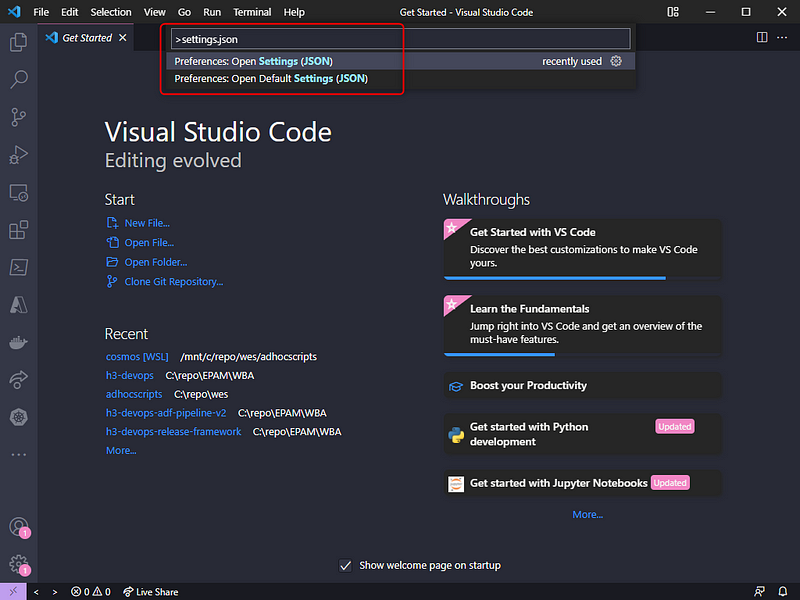 File Edit Selection View Go Run Terminal Help Get Started - Visual Studio Code
Get Started
>settings.json
Preferences: Open Settings (JSON) recently used
Preferences: Open Default Settings (JSON)
Visual Studio Code
Editing evolved
Start
New File...
Open File...
Open Folder...
Clone Git Repository...
Recent
cosmos [WSL] /mnt/c/repo/wes/adhocscripts
h3-devops C:\repo\EPAM\WBA
adhocscripts C:\repo\wes
h3-devops-adf-pipeline-v2 C:\repo\EPAM\WBA
h3-devops-release-framework C:\repo\EPAM\WBA
More...
Walkthroughs
Get Started with VS Code
Discover the best customizations to make VS Code
yours.
Learn the Fundamentals
Jump right into VS Code and get an overview of the
must-have features.
Boost your Productivity
Get started with Python Updated
development
Get started with Jupyter Notebooks Updated
More...
Show welcome page on startup
1
1
0 0 Live Share